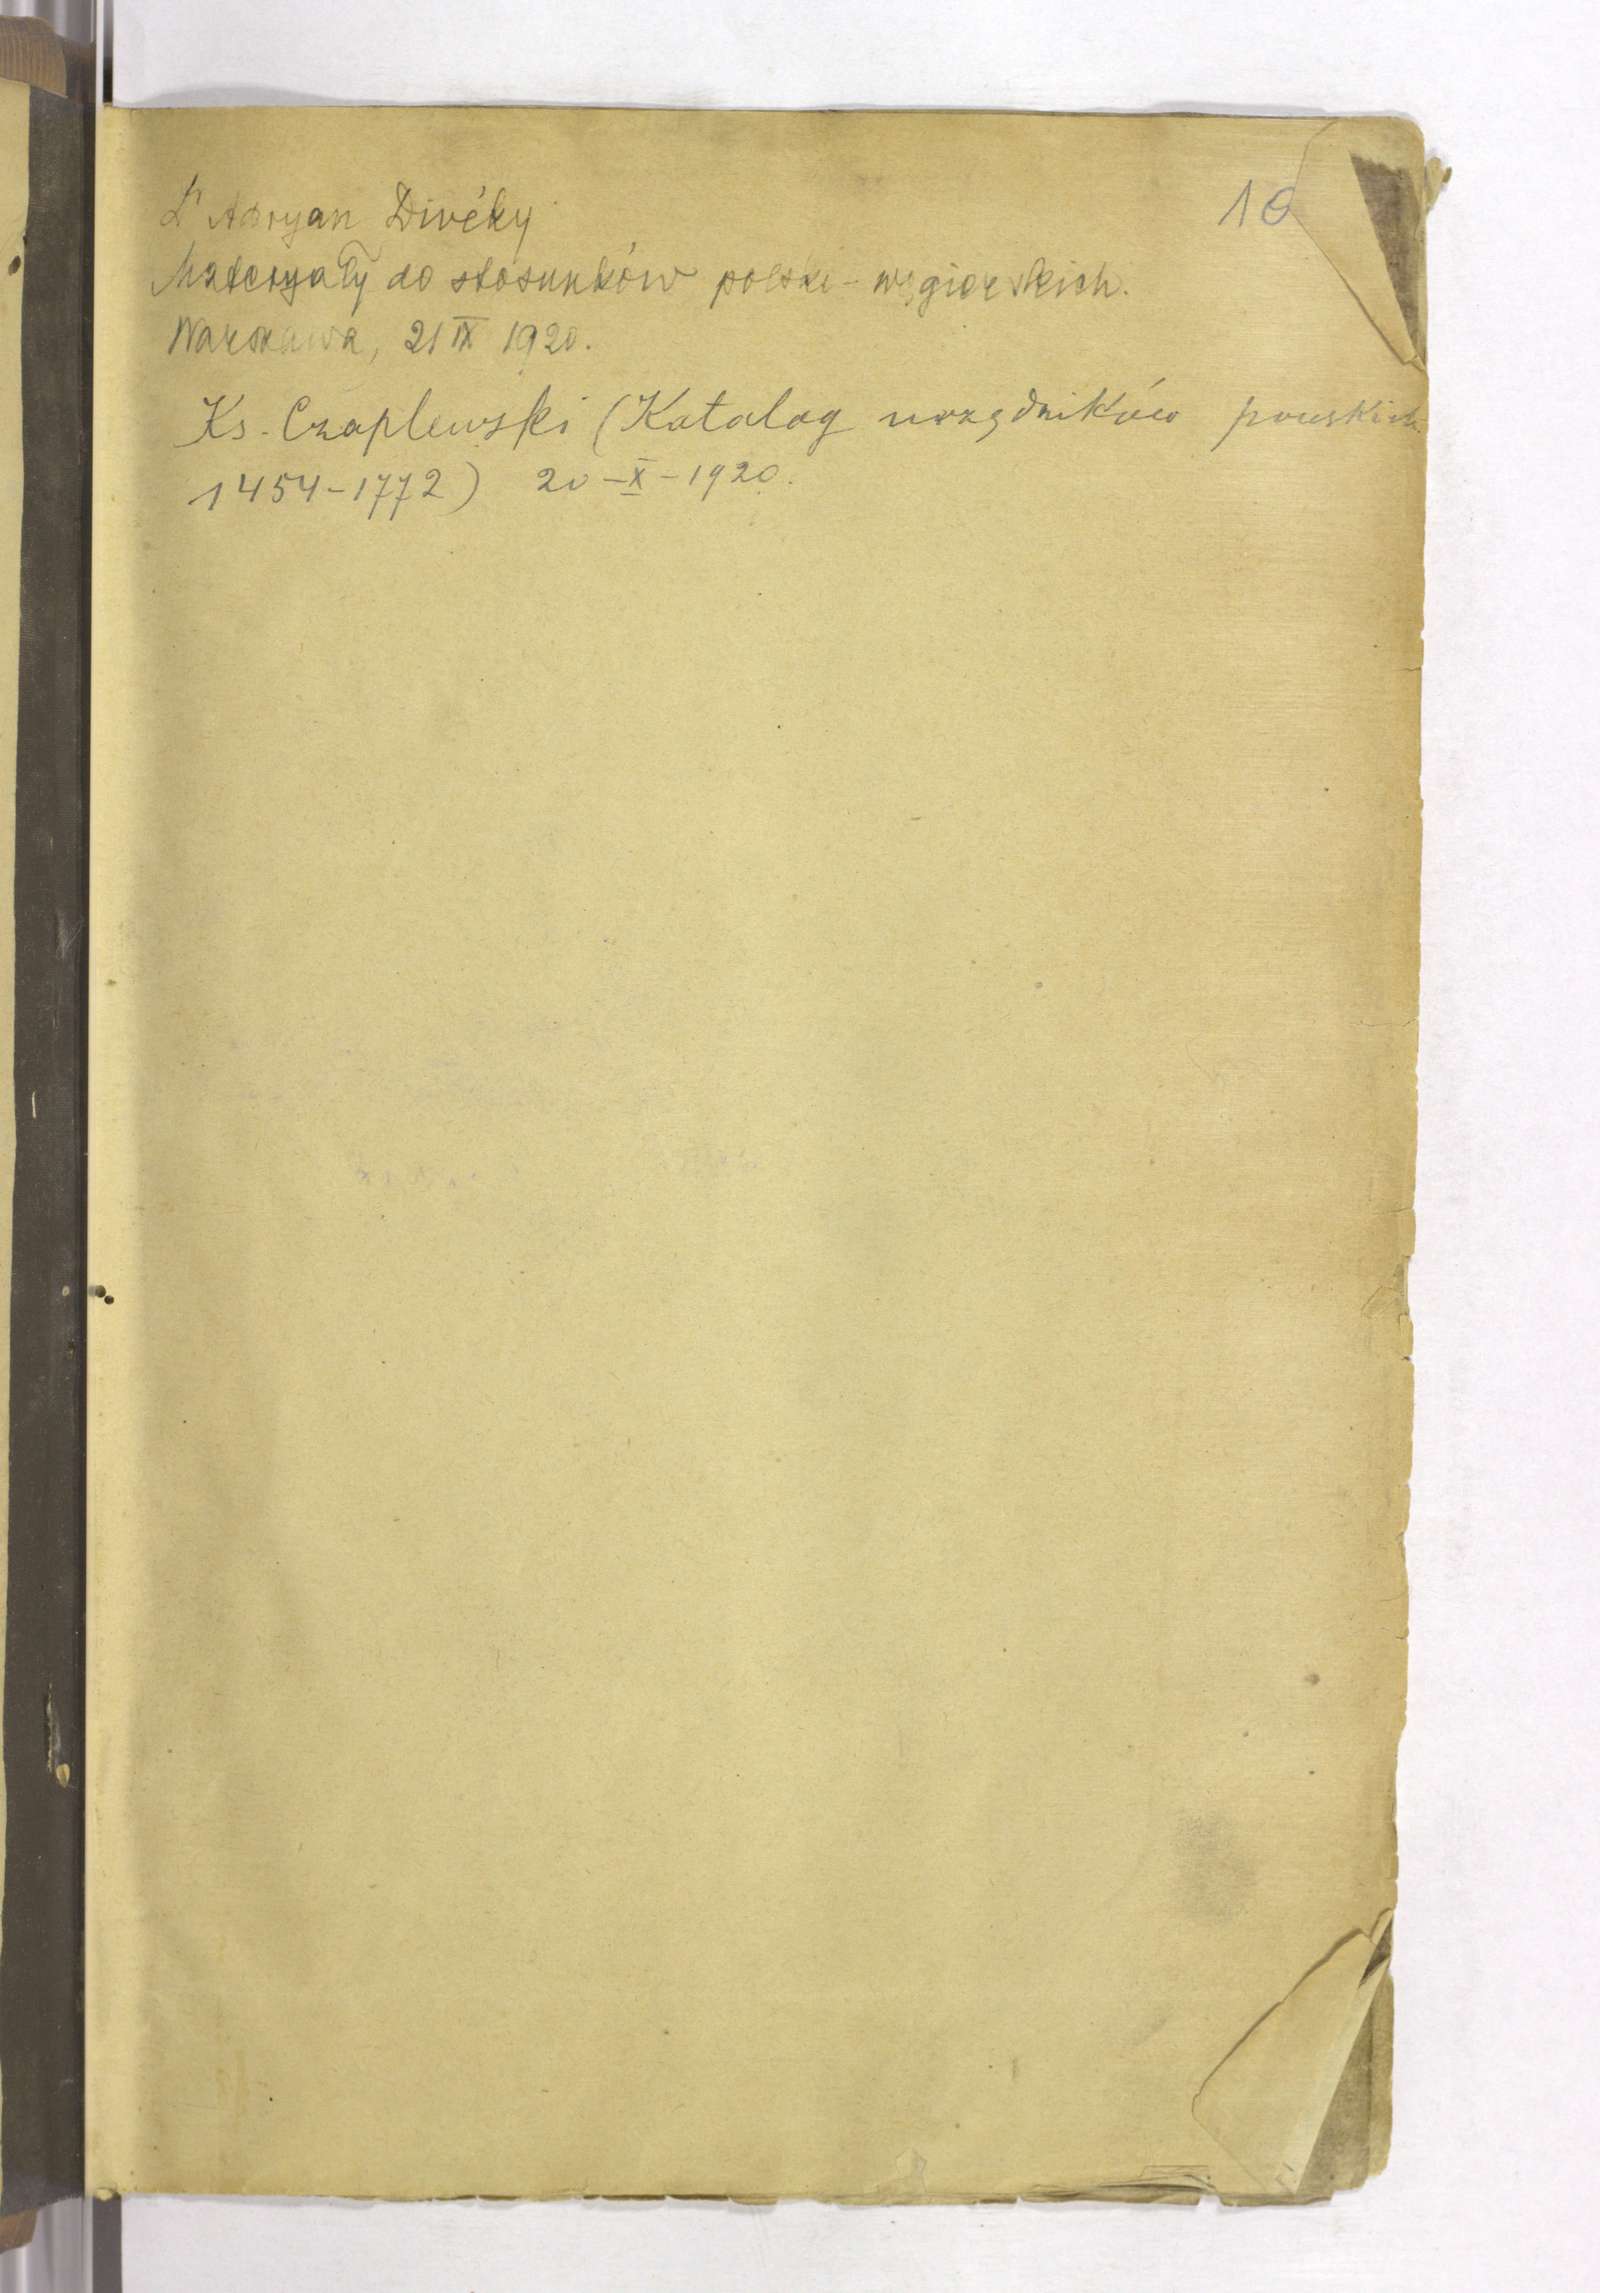 10
Dr Adryan Divéky
Materyały do stosunków polsko-węgierskich.
Warszawa, 21 IX 1920.
Ks. Czaplewski (Katalog urzędników pruskich
1454-1772) 20-X-1920.